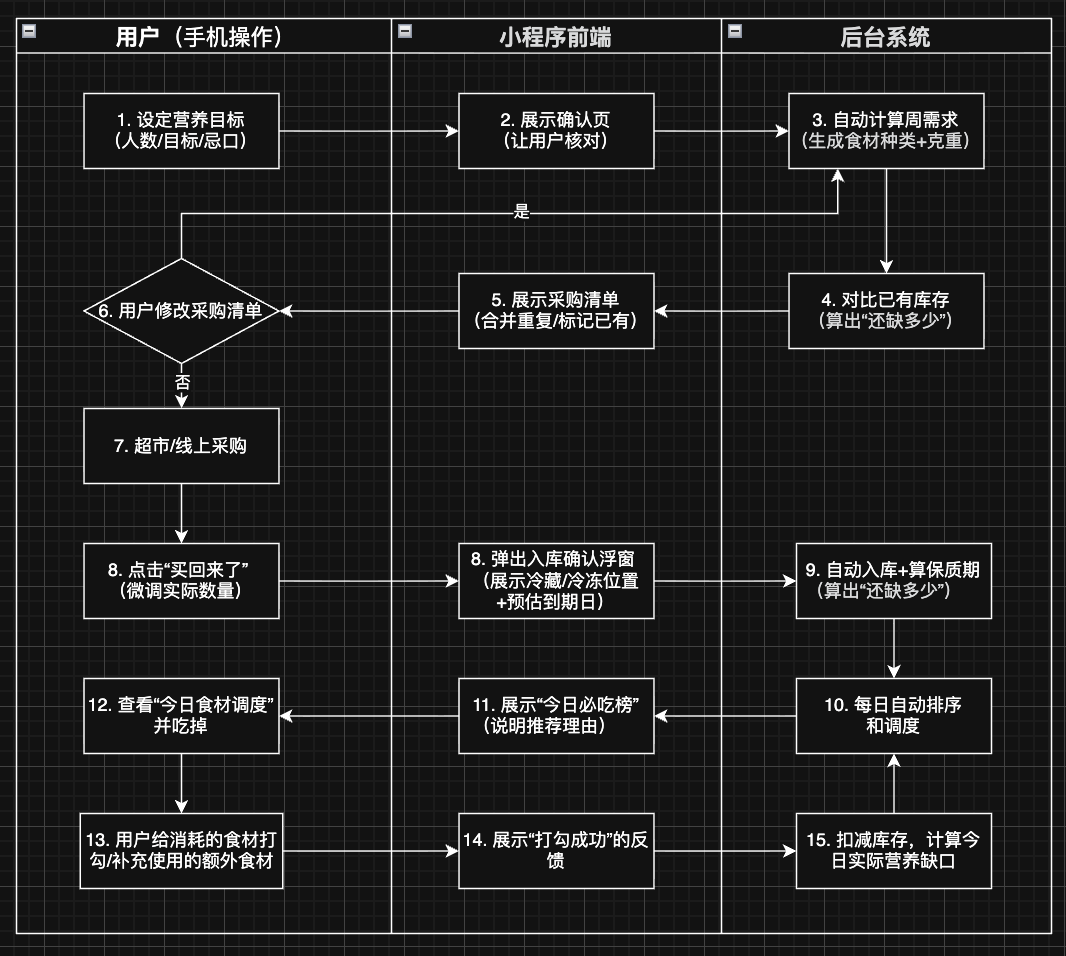 用户（手机操作）
小程序前端
后台系统
1. 设定营养目标
（人数/目标/忌口）
2. 展示确认页
（让用户核对）
3. 自动计算周需求
（生成食材种类+克重）
是
6. 用户修改采购清单
5. 展示采购清单
（合并重复/标记已有）
4. 对比已有库存
（算出“还缺多少”）
否
7. 超市/线上采购
8. 点击“买回来了”
（微调实际数量）
8. 弹出入库确认浮窗
（展示冷藏/冷冻位置
+预估到期日）
9. 自动入库+算保质期
（算出“还缺多少”）
12. 查看“今日食材调度”
并吃掉
11. 展示“今日必吃榜”
（说明推荐理由）
10. 每日自动排序
和调度
13. 用户给消耗的食材打
勾/补充使用的额外食材
14. 展示“打勾成功”的反
馈
15. 扣减库存，计算今
日实际营养缺口